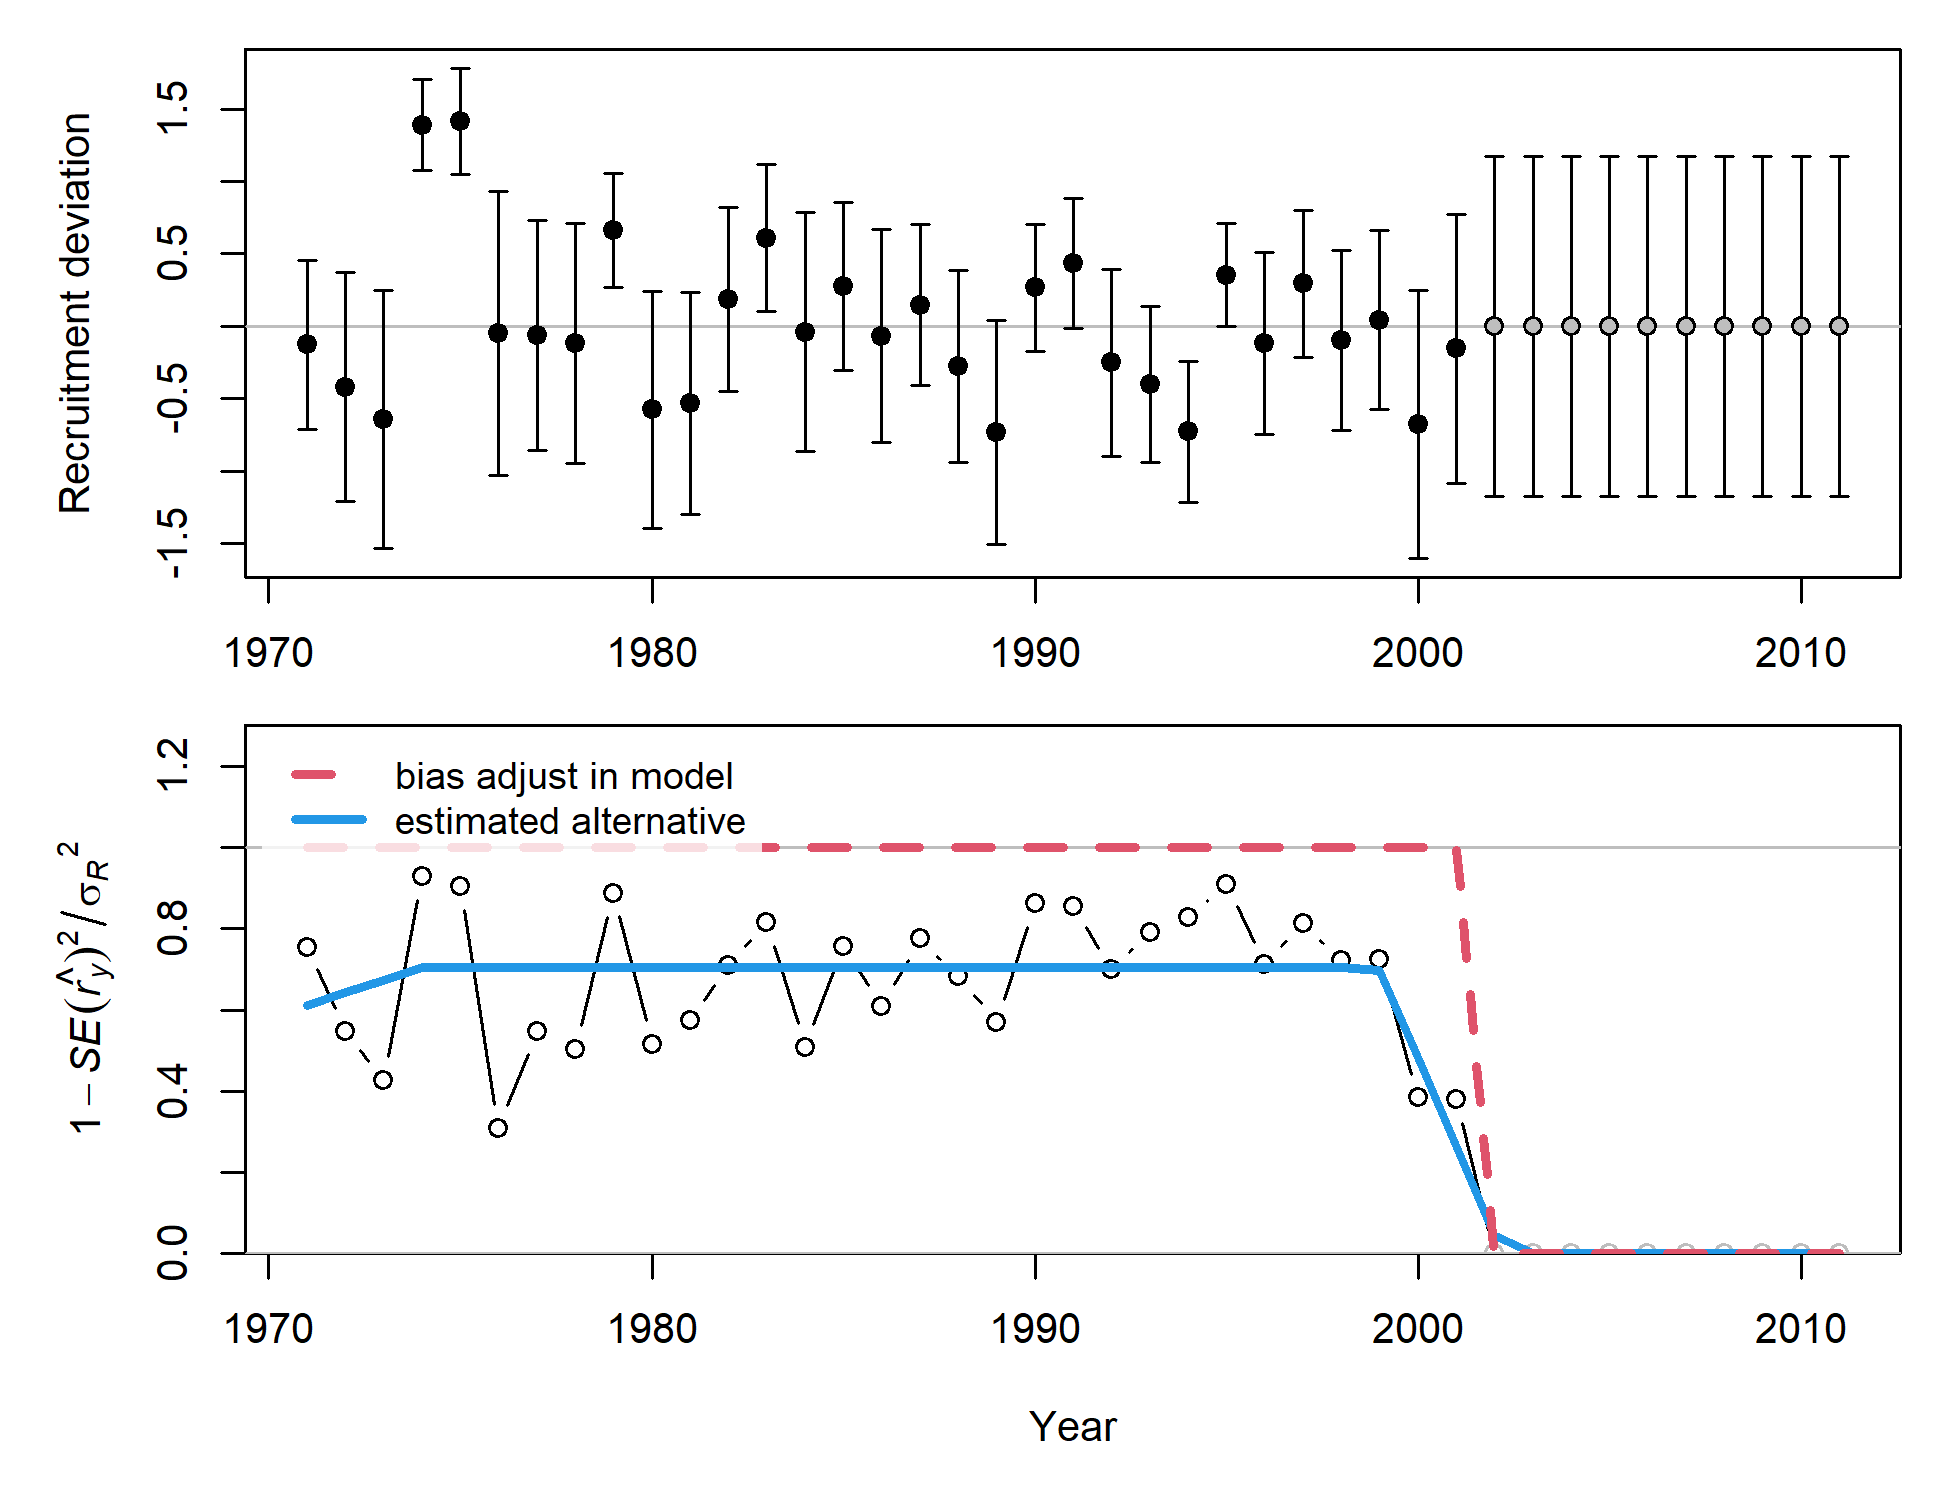 Recruitment deviation
1.5
0.5
-0.5
-1.5
1970 1980 1990 2000 2010
bias adjust in model
estimated alternative
1 − SE(r̂y)² / σR²
1.2
0.8
0.4
0.0
1970 1980 1990 2000 2010
Year